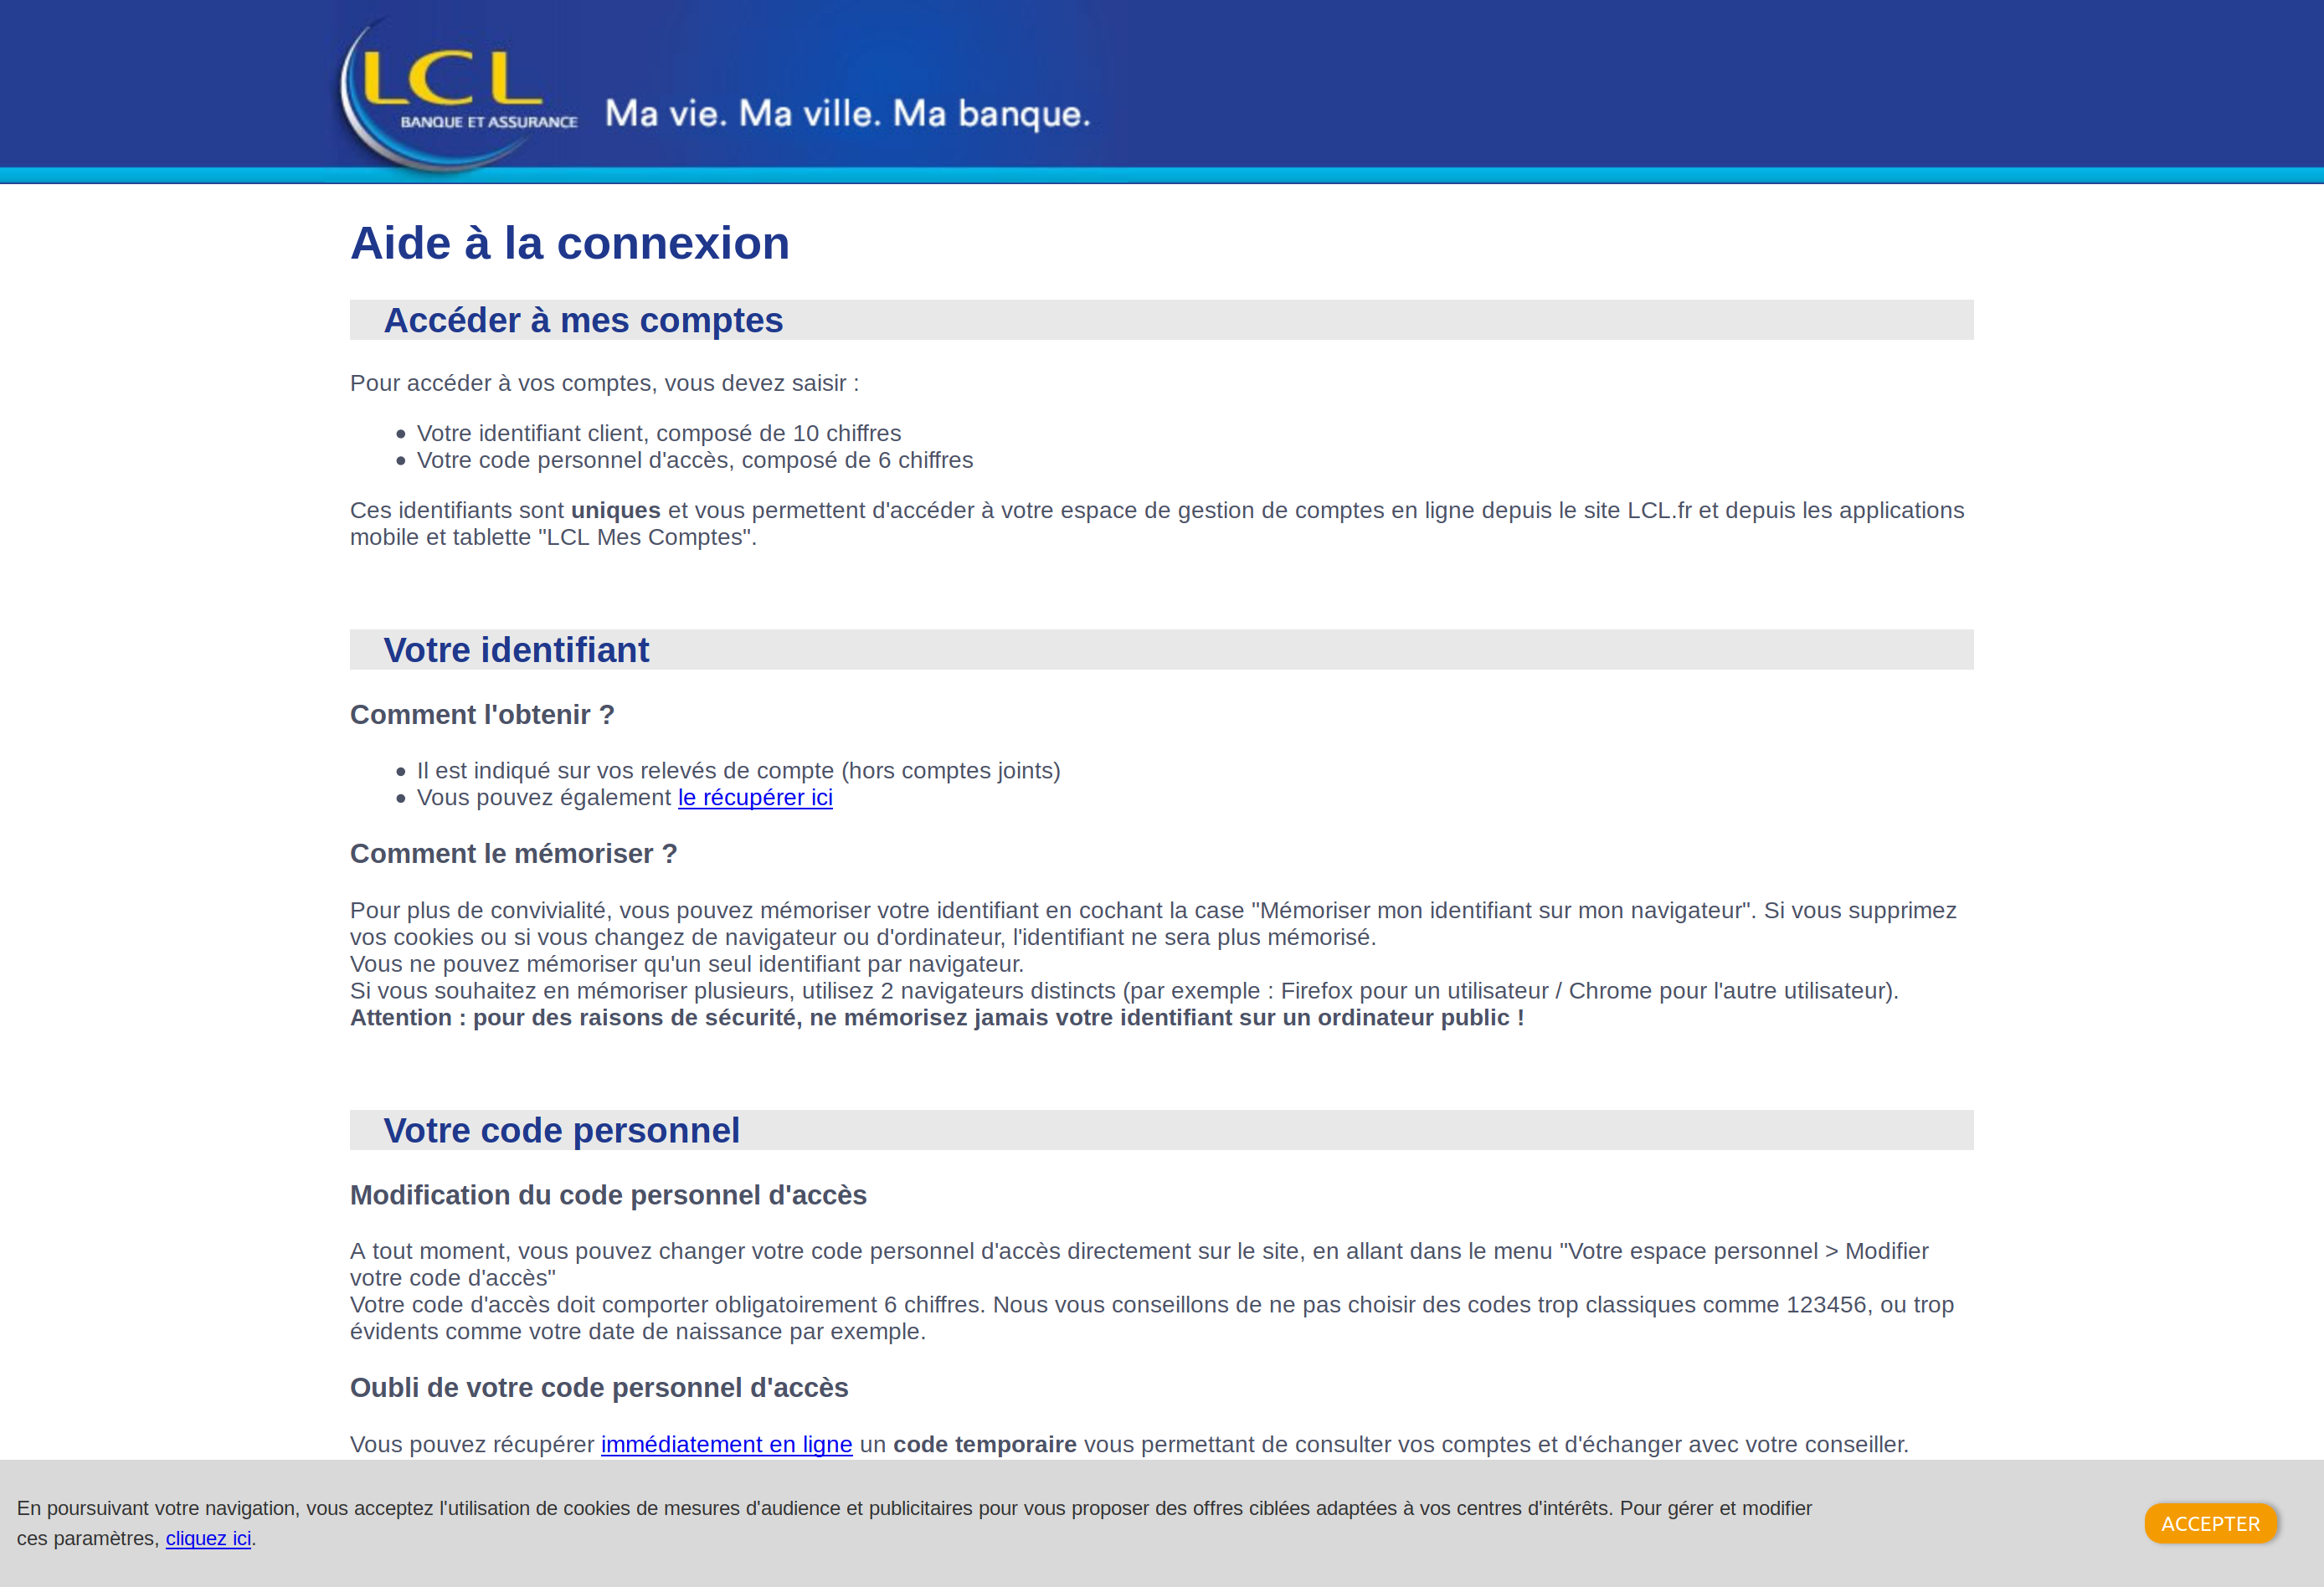 LCL
BANQUE ET ASSURANCE
Ma vie. Ma ville. Ma banque.
Aide à la connexion
Accéder à mes comptes
Pour accéder à vos comptes, vous devez saisir :
Votre identifiant client, composé de 10 chiffres
Votre code personnel d'accès, composé de 6 chiffres
Ces identifiants sont uniques et vous permettent d'accéder à votre espace de gestion de comptes en ligne depuis le site LCL.fr et depuis les applications
mobile et tablette "LCL Mes Comptes".
Votre identifiant
Comment l'obtenir ?
Il est indiqué sur vos relevés de compte (hors comptes joints)
Vous pouvez également le récupérer ici
Comment le mémoriser ?
Pour plus de convivialité, vous pouvez mémoriser votre identifiant en cochant la case "Mémoriser mon identifiant sur mon navigateur". Si vous supprimez
vos cookies ou si vous changez de navigateur ou d'ordinateur, l'identifiant ne sera plus mémorisé.
Vous ne pouvez mémoriser qu'un seul identifiant par navigateur.
Si vous souhaitez en mémoriser plusieurs, utilisez 2 navigateurs distincts (par exemple : Firefox pour un utilisateur / Chrome pour l'autre utilisateur).
Attention : pour des raisons de sécurité, ne mémorisez jamais votre identifiant sur un ordinateur public !
Votre code personnel
Modification du code personnel d'accès
A tout moment, vous pouvez changer votre code personnel d'accès directement sur le site, en allant dans le menu "Votre espace personnel > Modifier
votre code d'accès"
Votre code d'accès doit comporter obligatoirement 6 chiffres. Nous vous conseillons de ne pas choisir des codes trop classiques comme 123456, ou trop
évidents comme votre date de naissance par exemple.
Oubli de votre code personnel d'accès
Vous pouvez récupérer immédiatement en ligne un code temporaire vous permettant de consulter vos comptes et d'échanger avec votre conseiller.
En poursuivant votre navigation, vous acceptez l'utilisation de cookies de mesures d'audience et publicitaires pour vous proposer des offres ciblées adaptées à vos centres d'intérêts. Pour gérer et modifier
ces paramètres, cliquez ici.
ACCEPTER